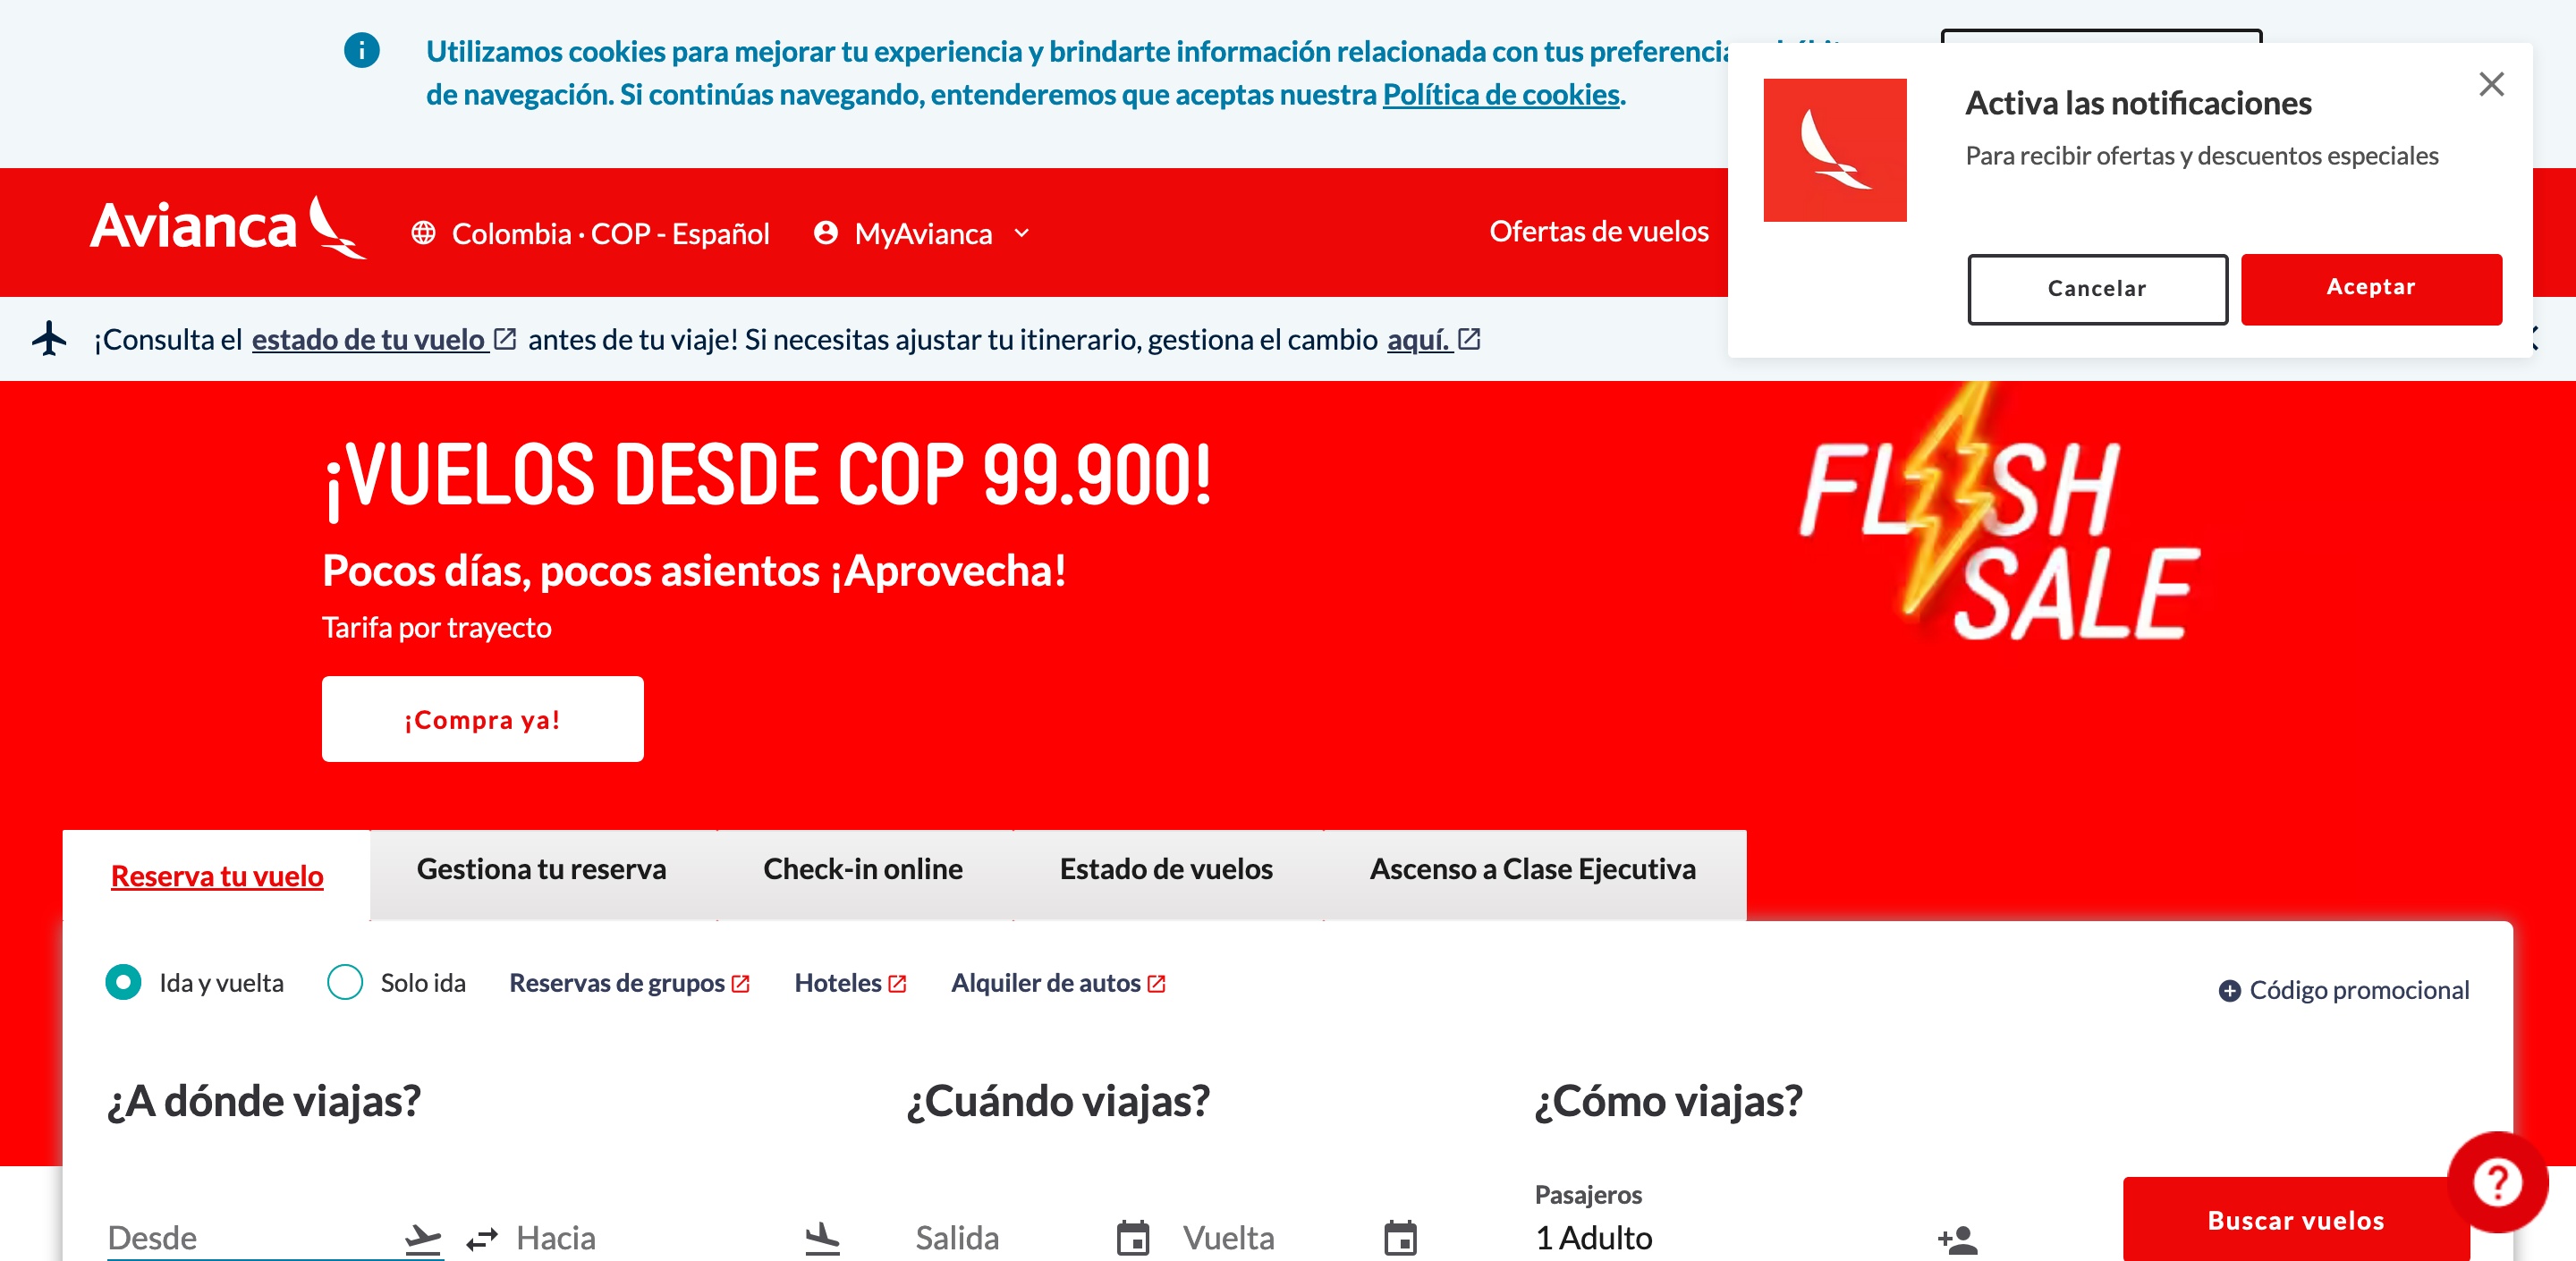 Utilizamos cookies para mejorar tu experiencia y brindarte información relacionada con tus
de navegación. Si continúas navegando, entenderemos que aceptas nuestra Política de cookies.
Activa las notificaciones
Para recibir ofertas y descuentos especiales
Cancelar
Aceptar
Avianca
Colombia · COP - Español
MyAvianca
Ofertas de vuelos
¡Consulta el estado de tu vuelo antes de tu viaje! Si necesitas ajustar tu itinerario, gestiona el cambio aquí.
¡VUELOS DESDE COP 99.900!
Pocos días, pocos asientos ¡Aprovecha!
Tarifa por trayecto
¡Compra ya!
FLASH
SALE
Reserva tu vuelo
Gestiona tu reserva
Check-in online
Estado de vuelos
Ascenso a Clase Ejecutiva
Ida y vuelta
Solo ida
Reservas de grupos
Hoteles
Alquiler de autos
Código promocional
¿A dónde viajas?
¿Cuándo viajas?
¿Cómo viajas?
Desde
Hacia
Salida
Vuelta
Pasajeros
1 Adulto
Buscar vuelos
?